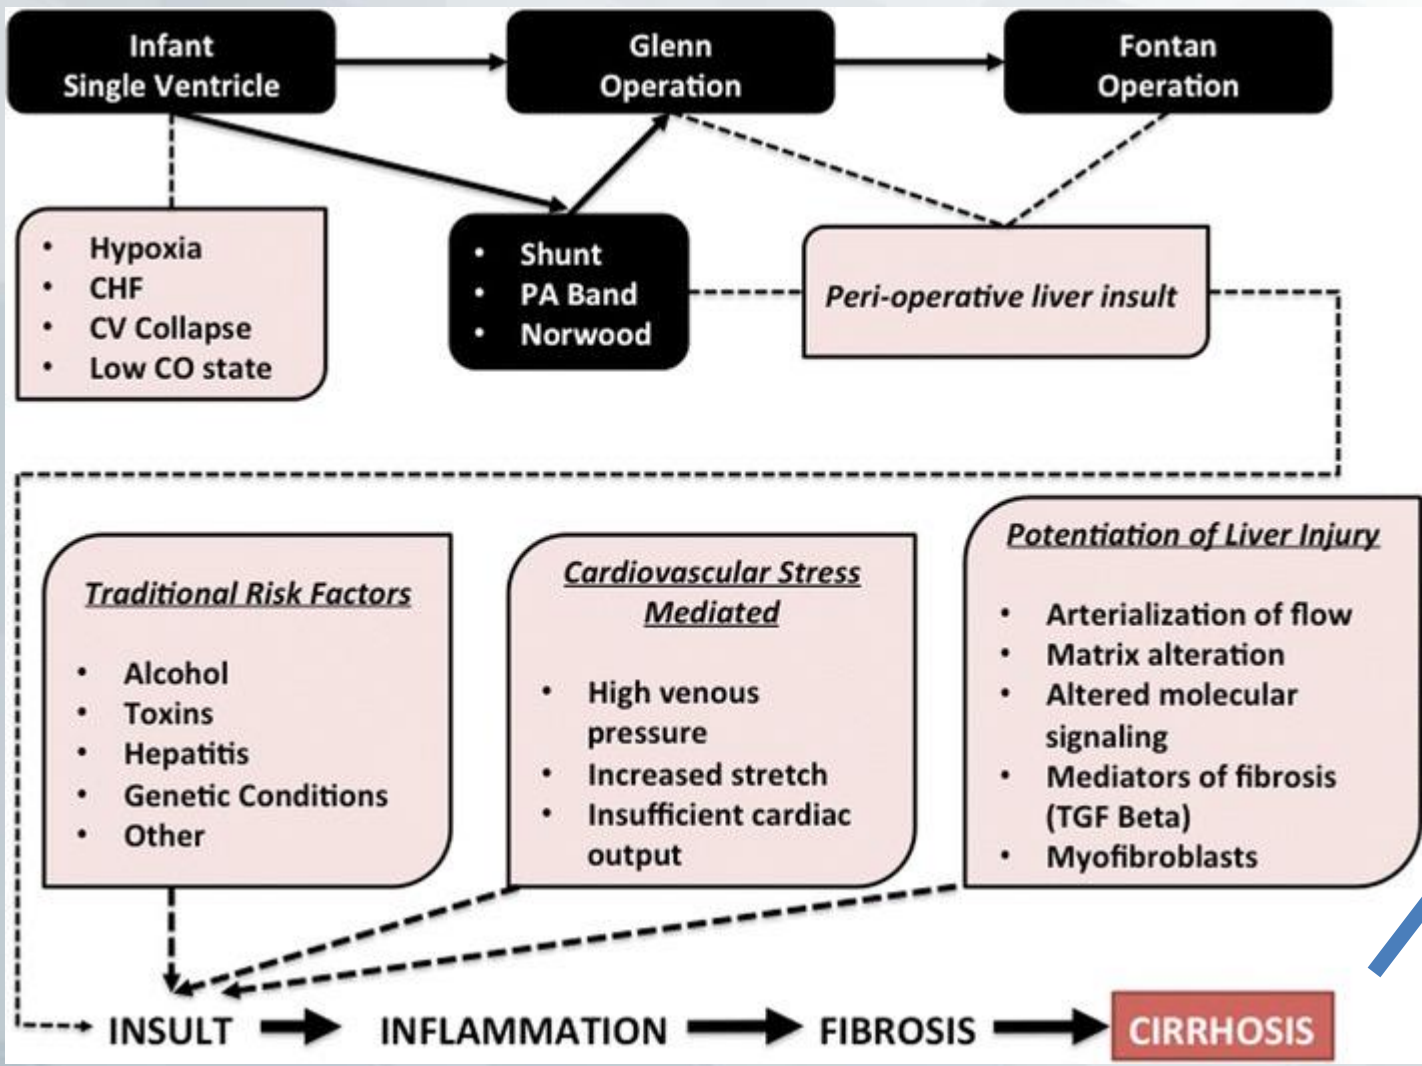 Infant
Single Ventricle
Glenn
Operation
Fontan
Operation
• Hypoxia
• CHF
• CV Collapse
• Low CO state
• Shunt
• PA Band
• Norwood
Peri-operative liver insult
Traditional Risk Factors
• Alcohol
• Toxins
• Hepatitis
• Genetic Conditions
• Other
Cardiovascular Stress
Mediated
• High venous
pressure
• Increased stretch
• Insufficient cardiac
output
Potentiation of Liver Injury
• Arterialization of flow
• Matrix alteration
• Altered molecular
signaling
• Mediators of fibrosis
(TGF Beta)
• Myofibroblasts
INSULT
INFLAMMATION
FIBROSIS
CIRRHOSIS